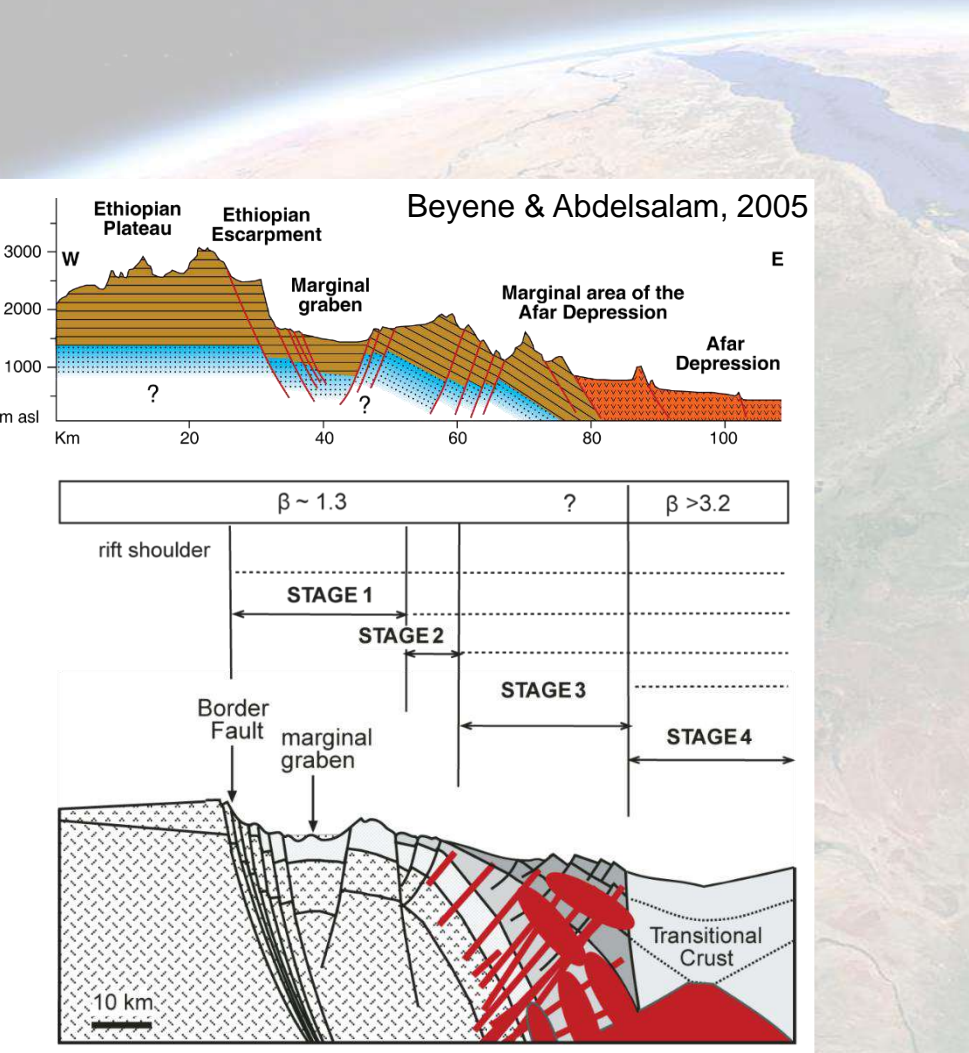 Beyene & Abdelsalam, 2005
Ethiopian
Plateau
Ethiopian
Escarpment
3000
W
E
Marginal
graben
Marginal area of the
Afar Depression
2000
Afar
Depression
1000
?
?
m asl
Km
20
40
60
80
100
β ~ 1.3
?
β >3.2
rift shoulder
STAGE 1
STAGE 2
STAGE 3
STAGE 4
Border
Fault
marginal
graben
Transitional
Crust
10 km